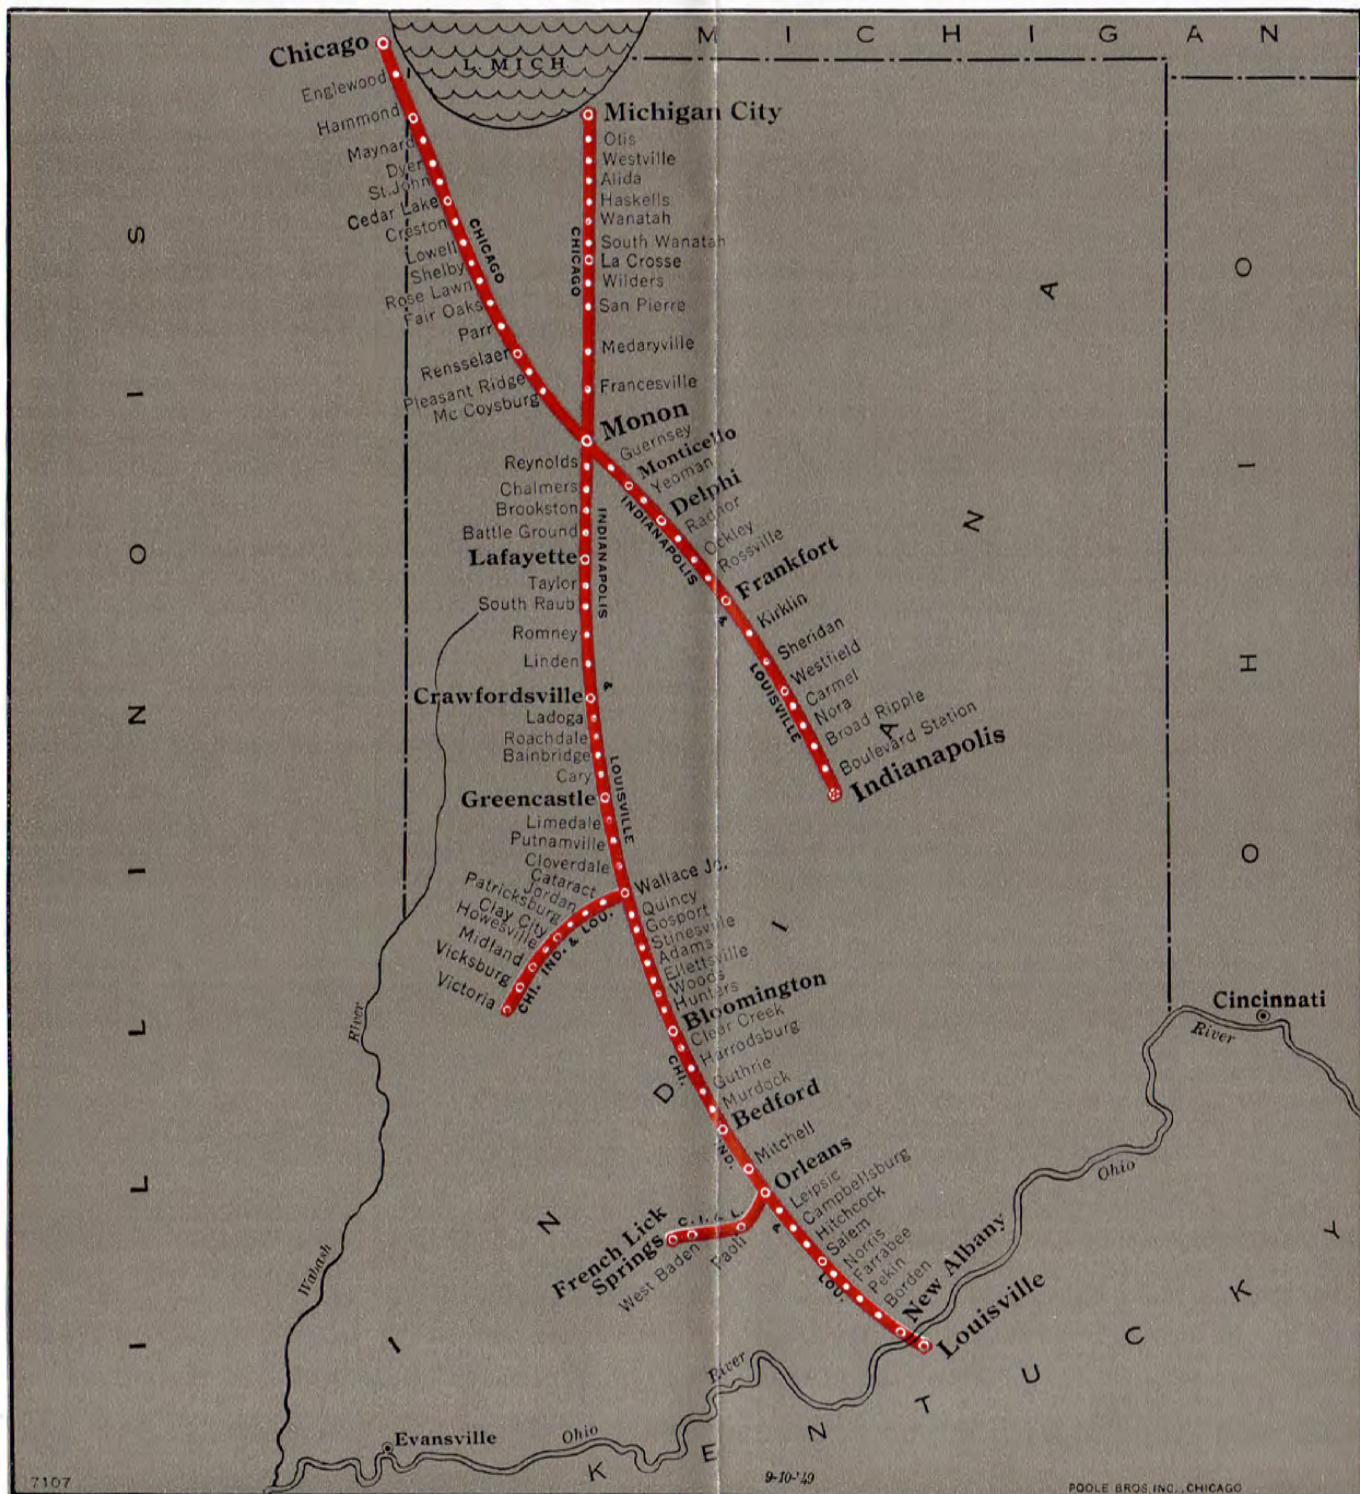 M I C H I G A N
Chicago
L. MICH
Englewood
Hammond
Maynard
Dyer
St. John
Cedar Lake
Creston
Lowell
Shelby
Rose Lawn
Fair Oaks
Parr
Rensselaer
Pleasant Ridge
Mc Coysburg
CHICAGO
Michigan City
Otis
Westville
Alida
Haskells
Wanatah
South Wanatah
La Crosse
Wilders
San Pierre
Medaryville
Francesville
CHICAGO
Monon
Guernsey
Monticello
Yeoman
Delphi
Radnor
Ockley
Rossville
Frankfort
Kirklin
Sheridan
Westfield
Carmel
Nora
Broad Ripple
Boulevard Station
Indianapolis
INDIANAPOLIS
&
LOUISVILLE
Reynolds
Chalmers
Brookston
Battle Ground
Lafayette
Taylor
South Raub
Romney
Linden
Crawfordsville
Ladoga
Roachdale
Bainbridge
Cary
Greencastle
Limedale
Putnamville
Cloverdale
INDIANAPOLIS
&
LOUISVILLE
Wallace Jc.
Cataract
Jordan
Patricksburg
Clay City
Howesville
Midland
Vicksburg
Victoria
CHI. IND. & LOU.
Quincy
Gosport
Stinesville
Adams
Ellettsville
Woods
Hunters
Bloomington
Clear Creek
Harrodsburg
Guthrie
Murdock
Bedford
Mitchell
Orleans
Leipsic
Campbellsburg
Hitchcock
Salem
Norris
Farrabee
Pekin
Borden
New Albany
Louisville
CHI.
IND.
&
LOU.
C. I. & L.
French Lick
Springs
West Baden
Paoli
Cincinnati
River
Ohio
River
Wabash
River
Ohio
Evansville
I L L I N O I S
I N D I A N A
O H I O
K E N T U C K Y
7107
9-10-'49
POOLE BROS. INC., CHICAGO